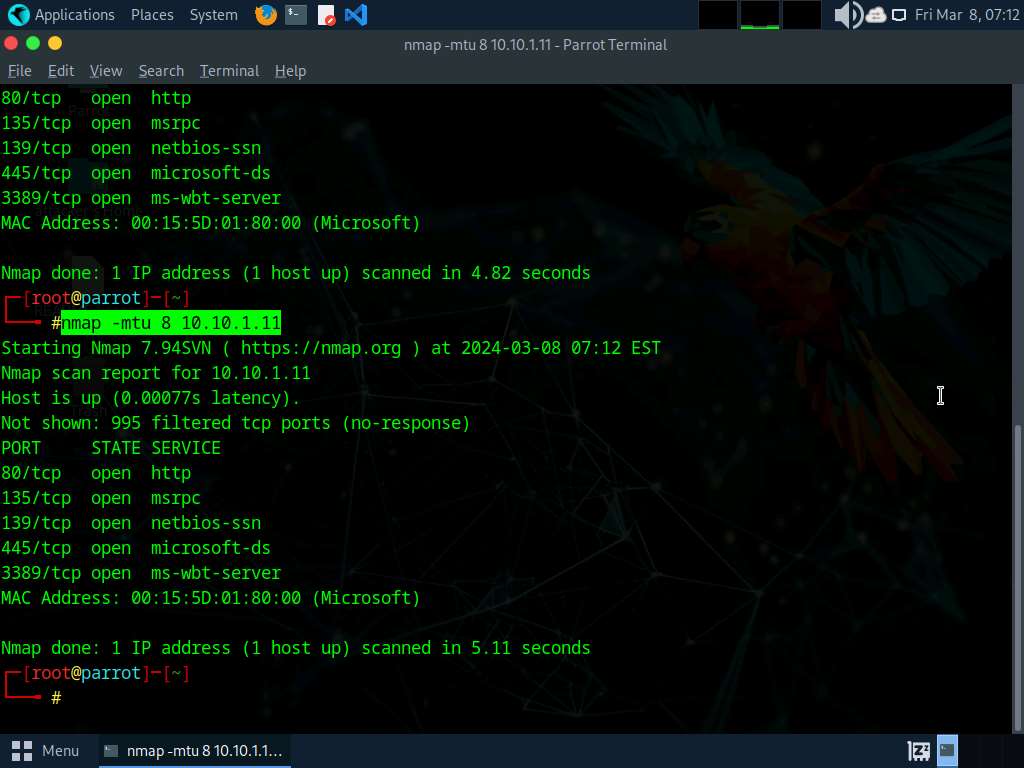 Applications Places System Fri Mar 8, 07:12
nmap -mtu 8 10.10.1.11 - Parrot Terminal
File Edit View Search Terminal Help
80/tcp open http
135/tcp open msrpc
139/tcp open netbios-ssn
445/tcp open microsoft-ds
3389/tcp open ms-wbt-server
MAC Address: 00:15:5D:01:80:00 (Microsoft)
Nmap done: 1 IP address (1 host up) scanned in 4.82 seconds
[root@parrot]─[~]
#nmap -mtu 8 10.10.1.11
Starting Nmap 7.94SVN ( https://nmap.org ) at 2024-03-08 07:12 EST
Nmap scan report for 10.10.1.11
Host is up (0.00077s latency).
Not shown: 995 filtered tcp ports (no-response)
PORT STATE SERVICE
80/tcp open http
135/tcp open msrpc
139/tcp open netbios-ssn
445/tcp open microsoft-ds
3389/tcp open ms-wbt-server
MAC Address: 00:15:5D:01:80:00 (Microsoft)
Nmap done: 1 IP address (1 host up) scanned in 5.11 seconds
[root@parrot]─[~]
#
Menu nmap -mtu 8 10.10.1.1…